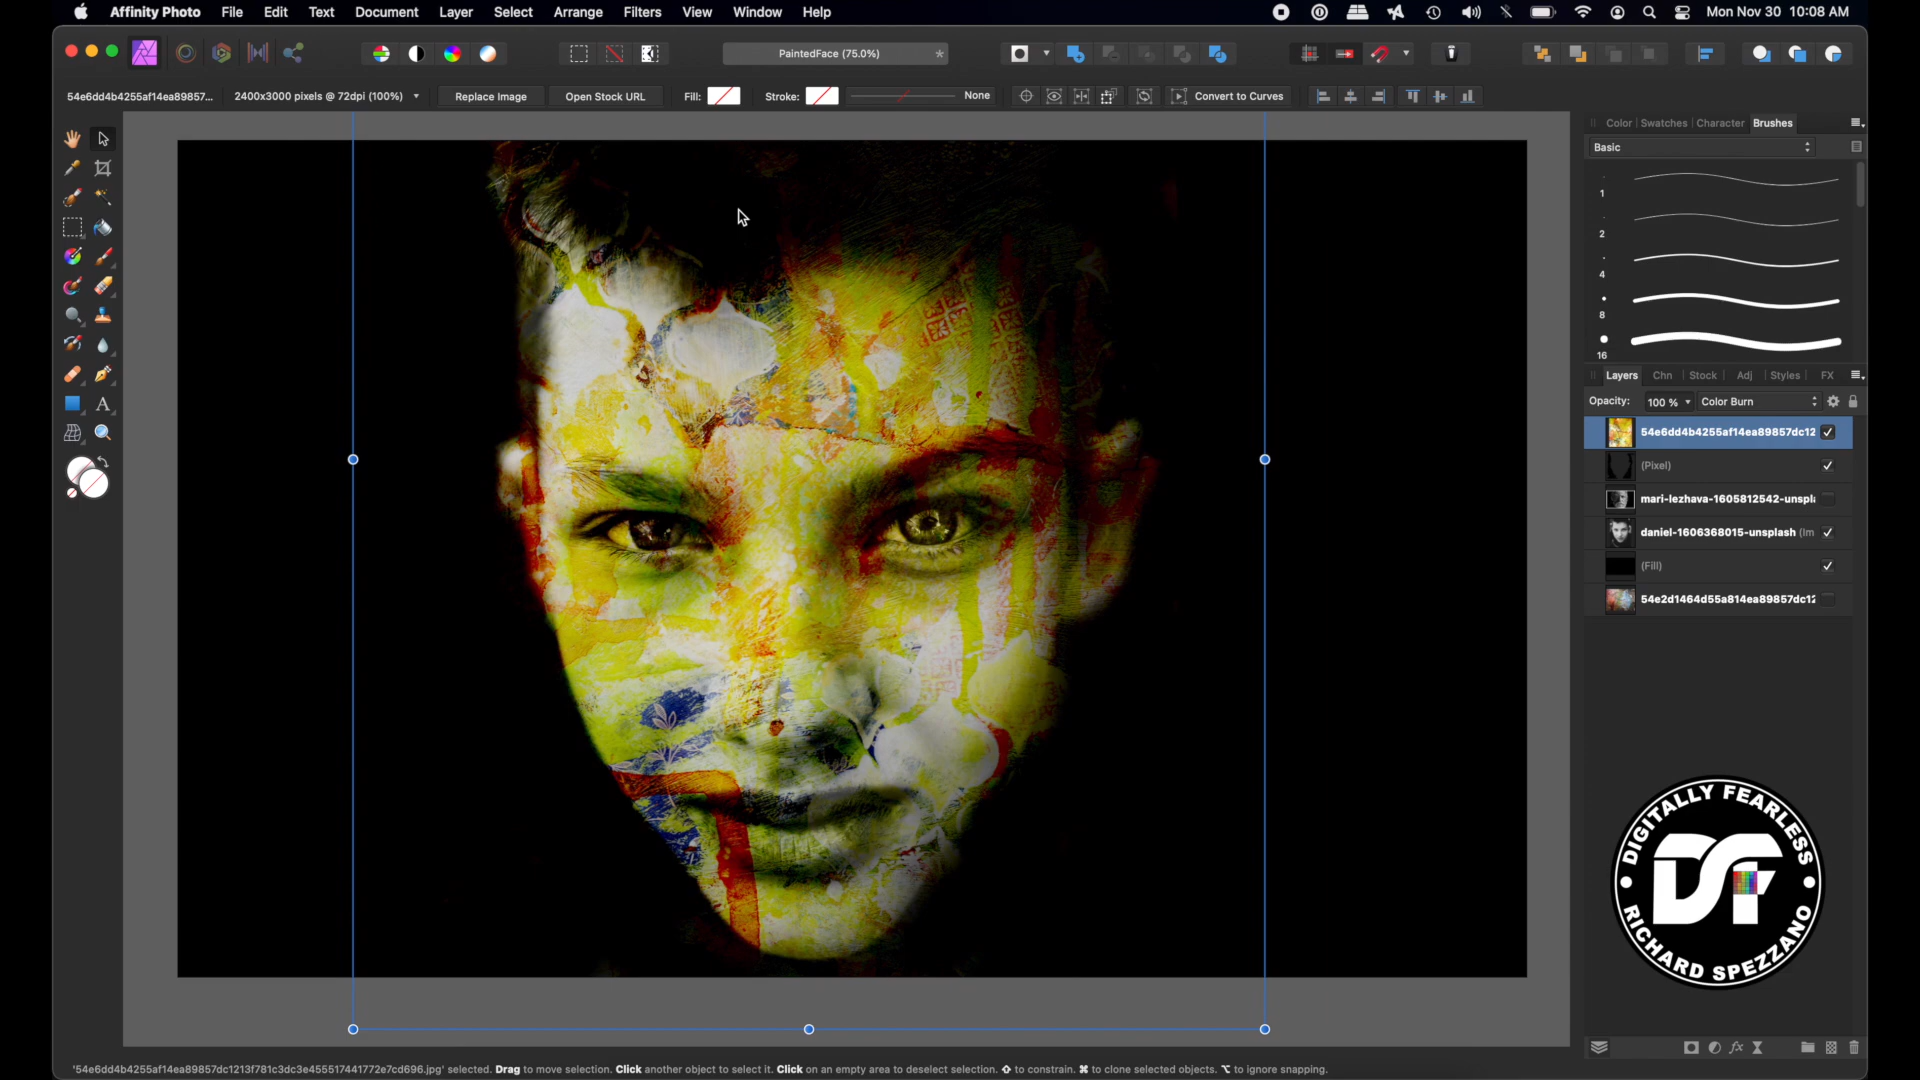 Affinity Photo File Edit Text Document Layer Select Arrange Filters View Window Help
Mon Nov 30 10:08 AM
PaintedFace (75.0%)
54e6dd4b4255af14ea89857... 2400x3000 pixels @ 72dpi (100%) Replace Image Open Stock URL Fill: Stroke: None Convert to Curves
Color Swatches Character Brushes
Basic
1
2
4
8
16
Layers Chn Stock Adj Styles FX
Opacity: 100 % Color Burn
54e6dd4b4255af14ea89857dc12
(Pixel)
mari-lezhava-1605812542-unspl
daniel-1606368015-unsplash (Im
(Fill)
54e2d1464d55a814ea89857dc12
DIGITALLY FEARLESS
DSF
RICHARD SPEZZANO
'54e6dd4b4255af14ea89857dc1213f781c3dc3e455517441772e7cd696.jpg' selected. Drag to move selection. Click another object to select it. Click on an empty area to deselect selection. ⇧ to constrain. ⌘ to clone selected objects. ⌥ to ignore snapping.